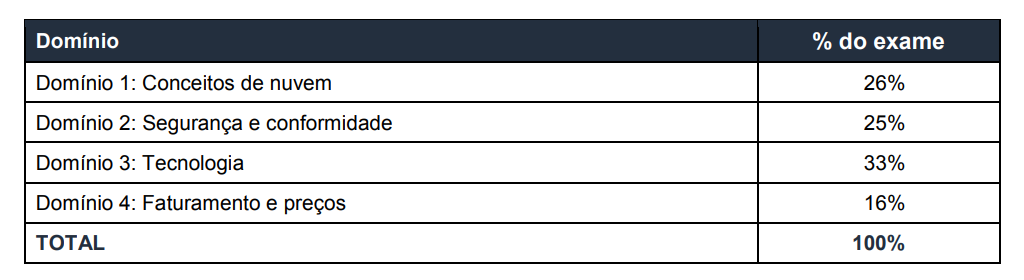 Domínio % do exame
Domínio 1: Conceitos de nuvem 26%
Domínio 2: Segurança e conformidade 25%
Domínio 3: Tecnologia 33%
Domínio 4: Faturamento e preços 16%
TOTAL 100%